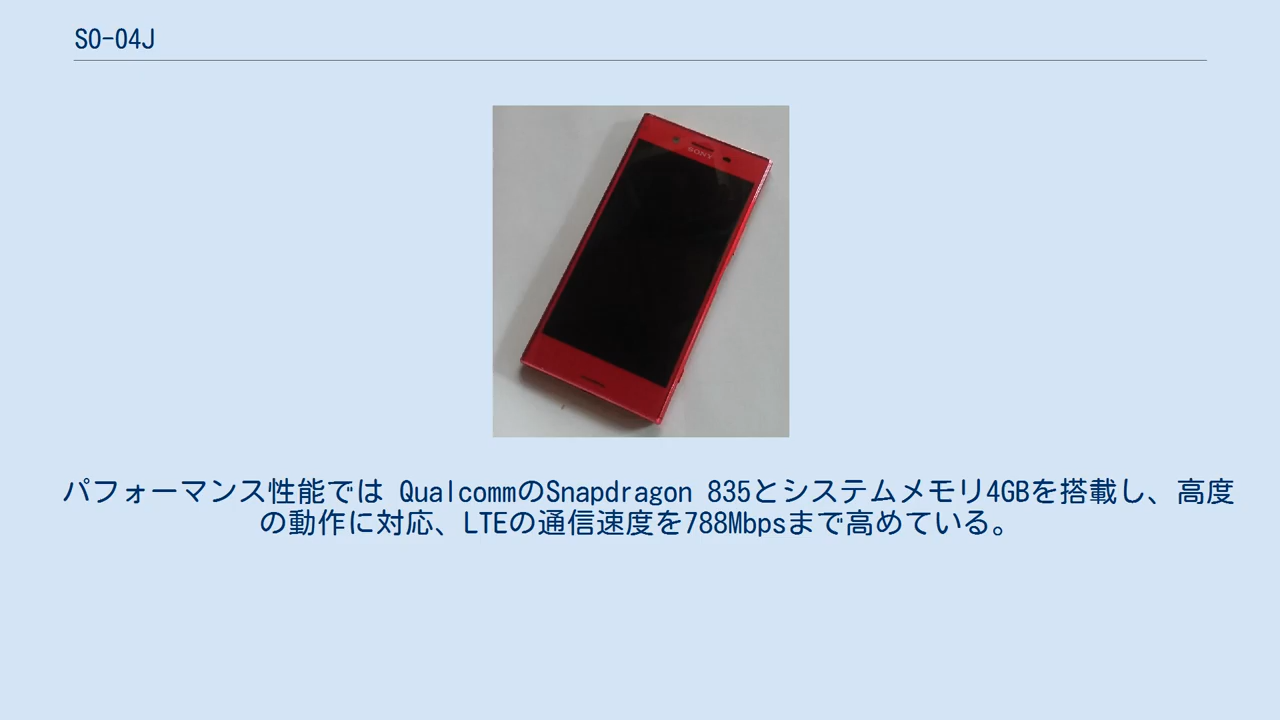 SO-04J
SONY
パフォーマンス性能では QualcommのSnapdragon 835とシステムメモリ4GBを搭載し、高度
の動作に対応、LTEの通信速度を788Mbpsまで高めている。